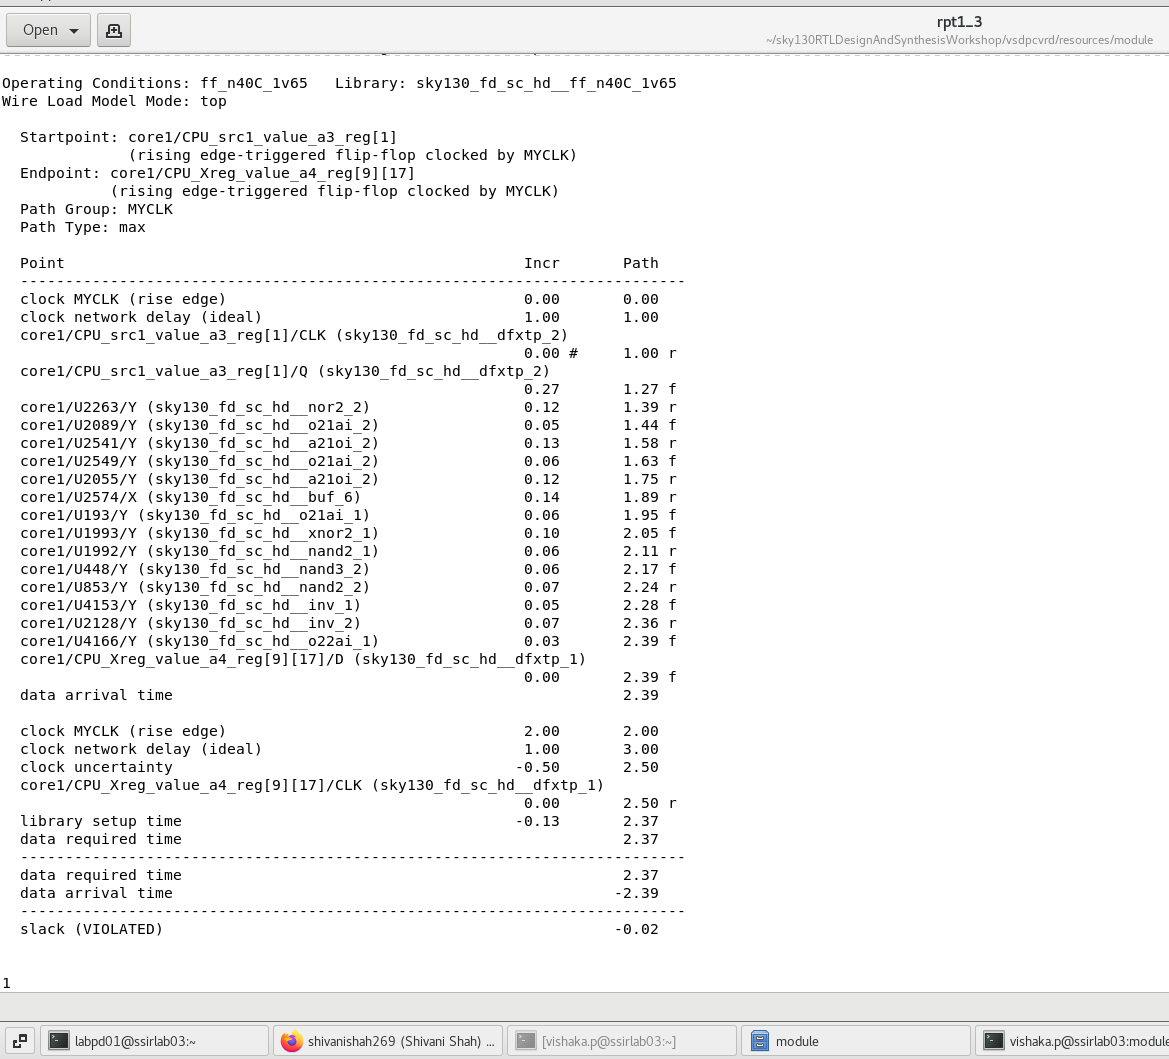 Open
rpt1_3
~/sky130RTLDesignAndSynthesisWorkshop/vsdpcvrd/resources/module
Operating Conditions: ff_n40C_1v65   Library: sky130_fd_sc_hd__ff_n40C_1v65
Wire Load Model Mode: top
Startpoint: core1/CPU_src1_value_a3_reg[1]
(rising edge-triggered flip-flop clocked by MYCLK)
Endpoint: core1/CPU_Xreg_value_a4_reg[9][17]
(rising edge-triggered flip-flop clocked by MYCLK)
Path Group: MYCLK
Path Type: max
Point Incr Path
---------------------------------------------------------------------------
clock MYCLK (rise edge) 0.00 0.00
clock network delay (ideal) 1.00 1.00
core1/CPU_src1_value_a3_reg[1]/CLK (sky130_fd_sc_hd__dfxtp_2)
0.00 # 1.00 r
core1/CPU_src1_value_a3_reg[1]/Q (sky130_fd_sc_hd__dfxtp_2)
0.27 1.27 f
core1/U2263/Y (sky130_fd_sc_hd__nor2_2) 0.12 1.39 r
core1/U2089/Y (sky130_fd_sc_hd__o21ai_2) 0.05 1.44 f
core1/U2541/Y (sky130_fd_sc_hd__a21oi_2) 0.13 1.58 r
core1/U2549/Y (sky130_fd_sc_hd__o21ai_2) 0.06 1.63 f
core1/U2055/Y (sky130_fd_sc_hd__a21oi_2) 0.12 1.75 r
core1/U2574/X (sky130_fd_sc_hd__buf_6) 0.14 1.89 r
core1/U193/Y (sky130_fd_sc_hd__o21ai_1) 0.06 1.95 f
core1/U1993/Y (sky130_fd_sc_hd__xnor2_1) 0.10 2.05 f
core1/U1992/Y (sky130_fd_sc_hd__nand2_1) 0.06 2.11 r
core1/U448/Y (sky130_fd_sc_hd__nand3_2) 0.06 2.17 f
core1/U853/Y (sky130_fd_sc_hd__nand2_2) 0.07 2.24 r
core1/U4153/Y (sky130_fd_sc_hd__inv_1) 0.05 2.28 f
core1/U2128/Y (sky130_fd_sc_hd__inv_2) 0.07 2.36 r
core1/U4166/Y (sky130_fd_sc_hd__o22ai_1) 0.03 2.39 f
core1/CPU_Xreg_value_a4_reg[9][17]/D (sky130_fd_sc_hd__dfxtp_1)
0.00 2.39 f
data arrival time 2.39
clock MYCLK (rise edge) 2.00 2.00
clock network delay (ideal) 1.00 3.00
clock uncertainty -0.50 2.50
core1/CPU_Xreg_value_a4_reg[9][17]/CLK (sky130_fd_sc_hd__dfxtp_1)
0.00 2.50 r
library setup time -0.13 2.37
data required time 2.37
---------------------------------------------------------------------------
data required time 2.37
data arrival time -2.39
---------------------------------------------------------------------------
slack (VIOLATED) -0.02
1
labpd01@ssirlab03:~
shivanishah269 (Shivani Shah) ...
[vishaka.p@ssirlab03:~]
module
vishaka.p@ssirlab03:module